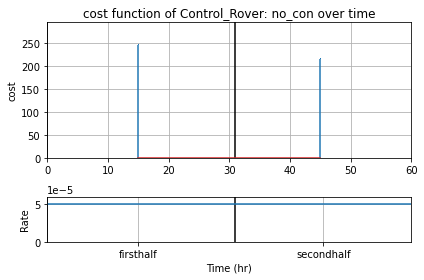 cost function of Control_Rover: no_con over time
250
200
150
100
50
0
cost
0 10 20 30 40 50 60
1e−5
5
0
Rate
firsthalf secondhalf
Time (hr)